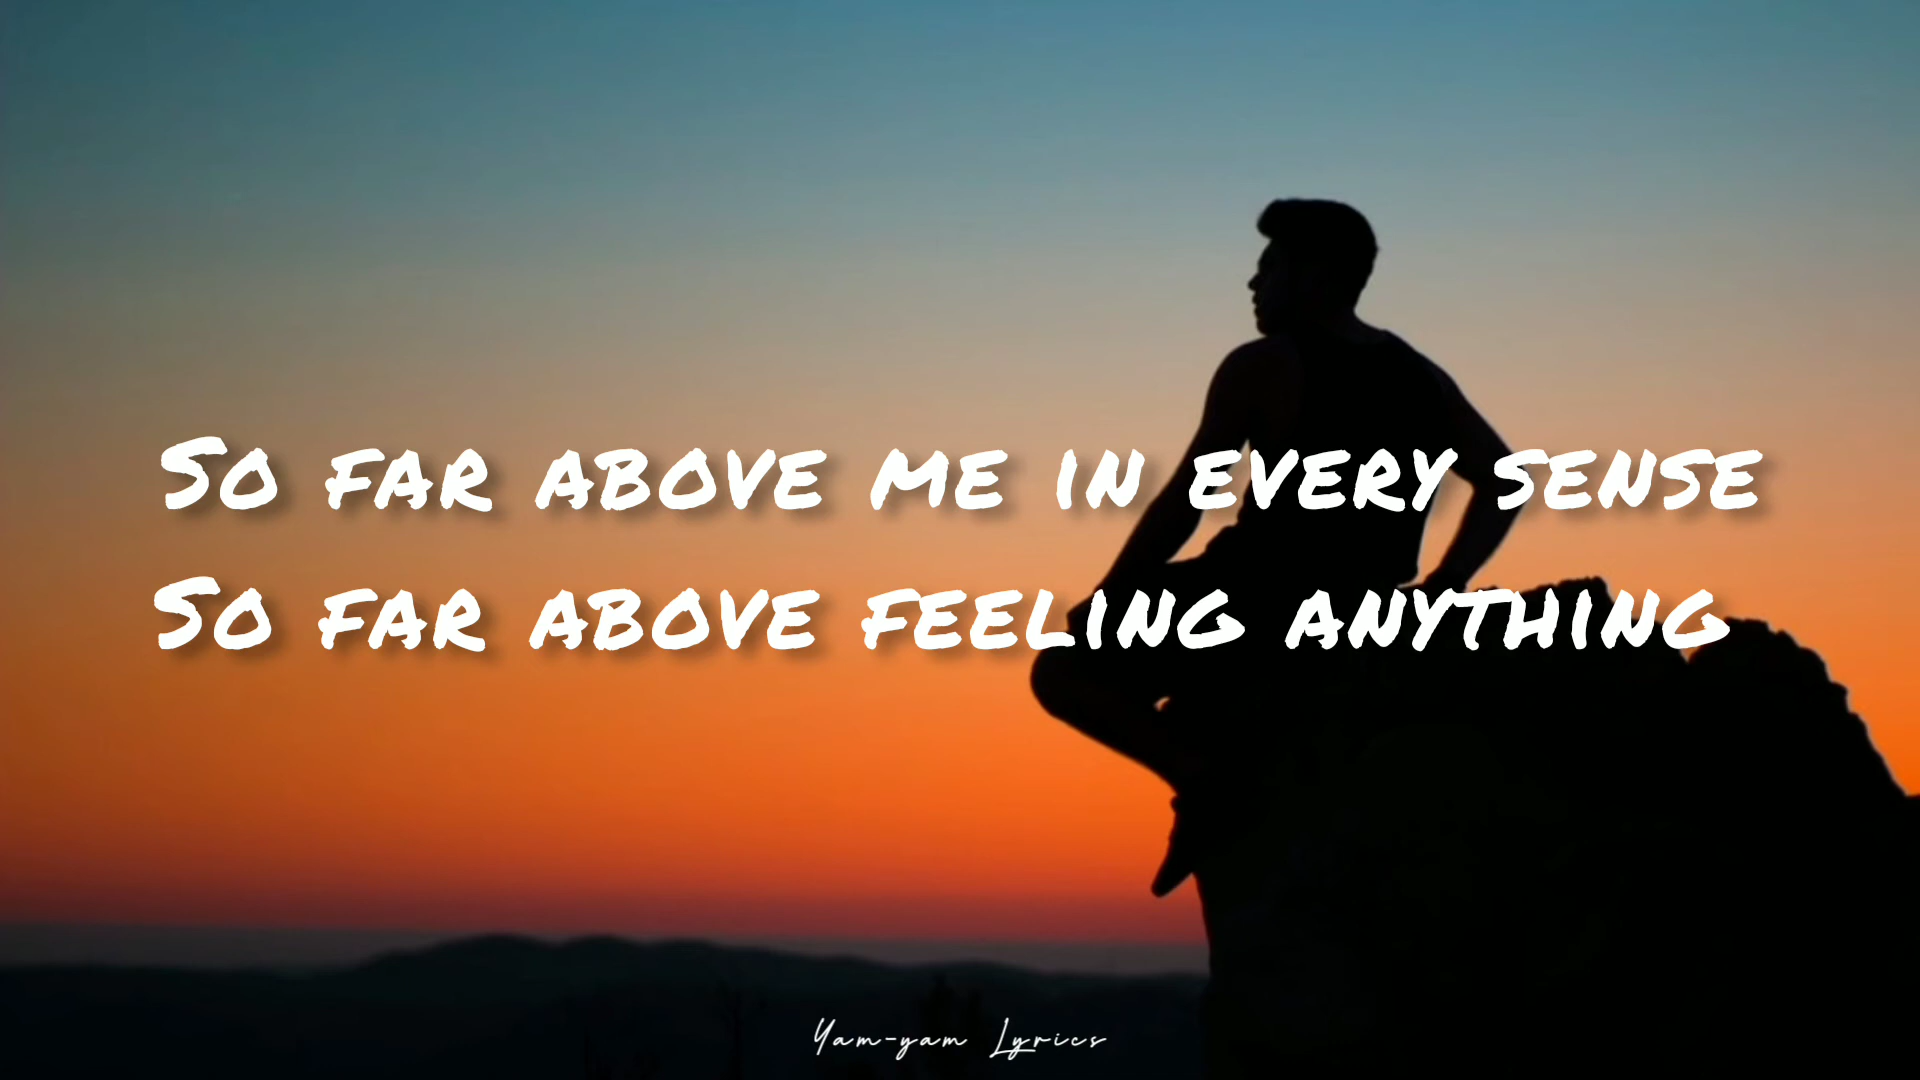 So far above me in every sense
So far above feeling anything
Yam-yam Lyrics